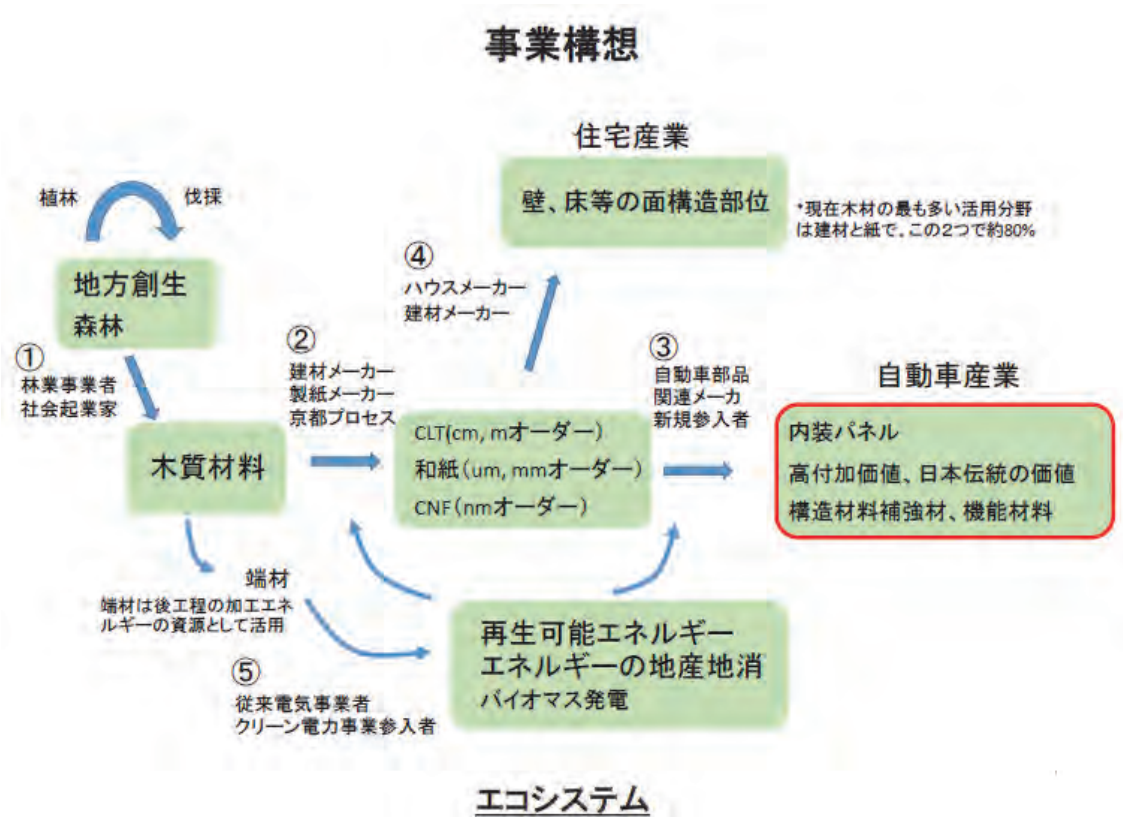 事業構想
住宅産業
壁、床等の面構造部位
*現在木材の最も多い活用分野
は建材と紙で、この2つで約80%
植林
伐採
地方創生
森林
①
林業事業者
社会起業家
木質材料
②
建材メーカー
製紙メーカー
京都プロセス
④
ハウスメーカー
建材メーカー
CLT(cm, mオーダー)
和紙(um, mmオーダー)
CNF(nmオーダー)
③
自動車部品
関連メーカ
新規参入者
自動車産業
内装パネル
高付加価値、日本伝統の価値
構造材料補強材、機能材料
端材
端材は後工程の加工エネ
ルギーの資源として活用
⑤
従来電気事業者
クリーン電力事業参入者
再生可能エネルギー
エネルギーの地産地消
バイオマス発電
エコシステム